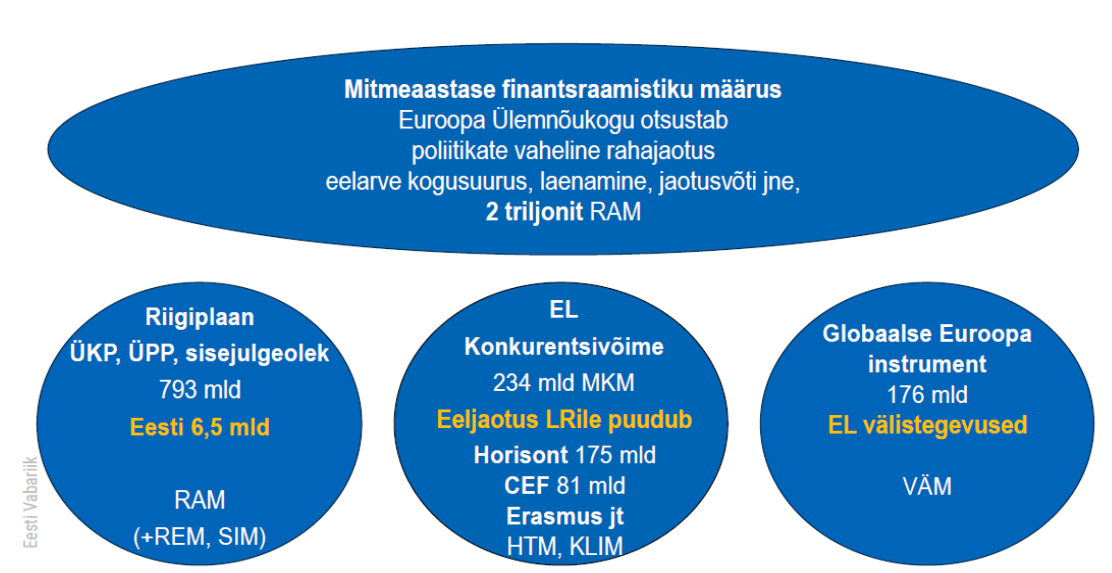 Mitmeaastase finantsraamistiku määrus
Euroopa Ülemnõukogu otsustab
poliitikate vaheline rahajaotus
eelarve kogusuurus, laenamine, jaotusvõti jne,
2 triljonit RAM
Riigiplaan
ÜKP, ÜPP, sisejulgeolek
793 mld
Eesti 6,5 mld
RAM
(+REM, SIM)
EL
Konkurentsivõime
234 mld MKM
Eeljaotus LRile puudub
Horisont 175 mld
CEF 81 mld
Erasmus jt
HTM, KLIM
Globaalse Euroopa
instrument
176 mld
EL välistegevused
VÄM
Eesti Vabariik